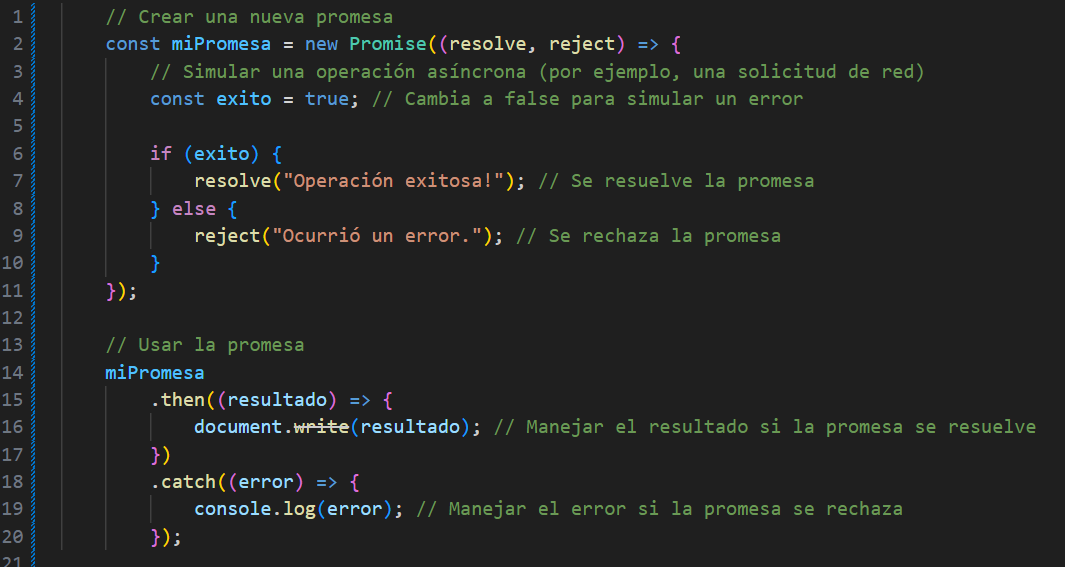 1 // Crear una nueva promesa
2 const miPromesa = new Promise((resolve, reject) => {
3 // Simular una operación asíncrona (por ejemplo, una solicitud de red)
4 const exito = true; // Cambia a false para simular un error
5
6 if (exito) {
7 resolve("Operación exitosa!"); // Se resuelve la promesa
8 } else {
9 reject("Ocurrió un error."); // Se rechaza la promesa
10 }
11 });
12
13 // Usar la promesa
14 miPromesa
15 .then((resultado) => {
16 document.write(resultado); // Manejar el resultado si la promesa se resuelve
17 })
18 .catch((error) => {
19 console.log(error); // Manejar el error si la promesa se rechaza
20 });
21